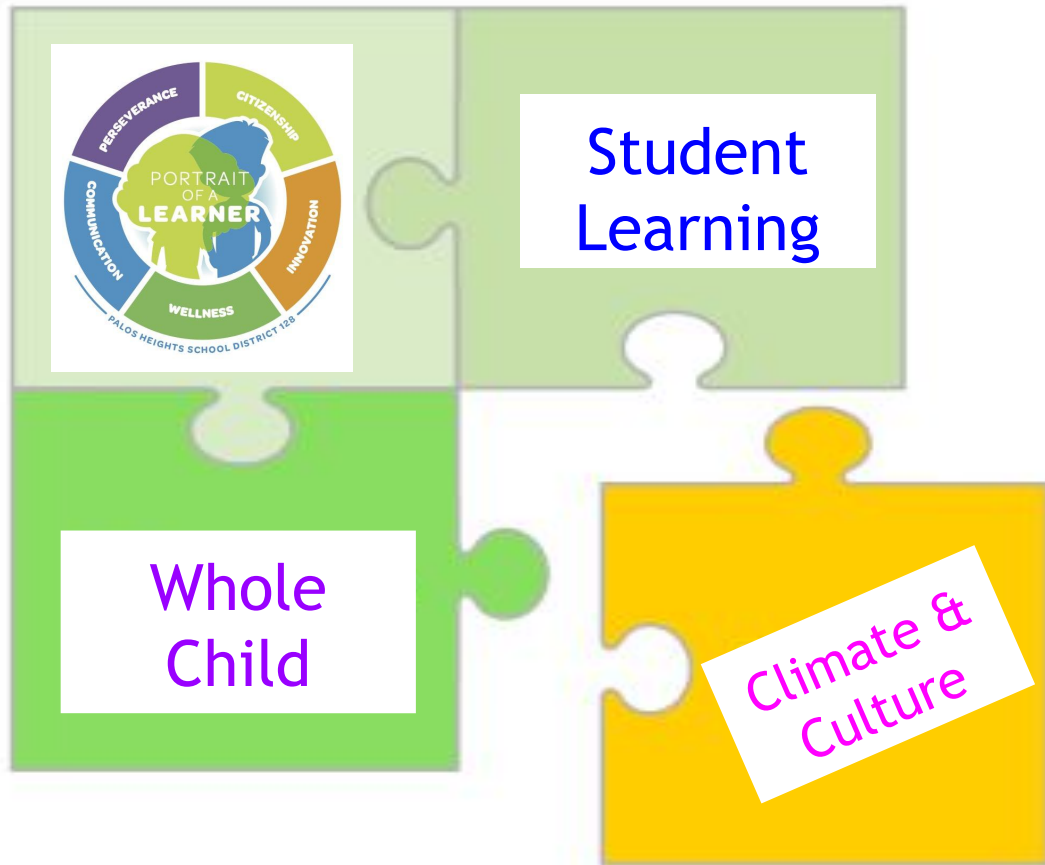 PERSEVERANCE
CITIZENSHIP
COMMUNICATION
INNOVATION
WELLNESS
PORTRAIT
OF A
LEARNER
PALOS HEIGHTS SCHOOL DISTRICT 128
Student
Learning
Whole
Child
Climate &
Culture